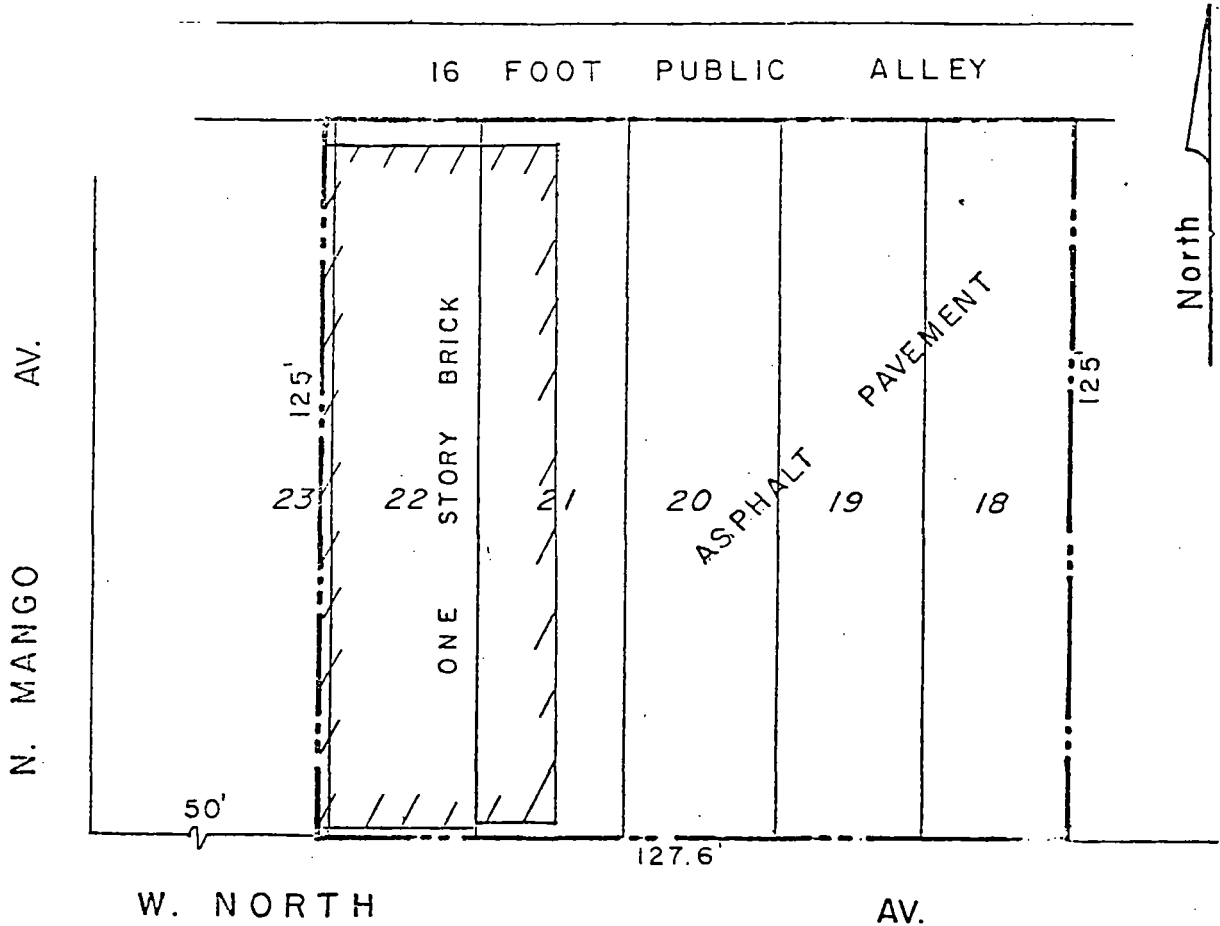 16 FOOT PUBLIC ALLEY
North
N. MANGO AV.
125'
ONE STORY BRICK
ASPHALT PAVEMENT
125'
23 22 21 20 19 18
50'
127.6'
W. NORTH AV.